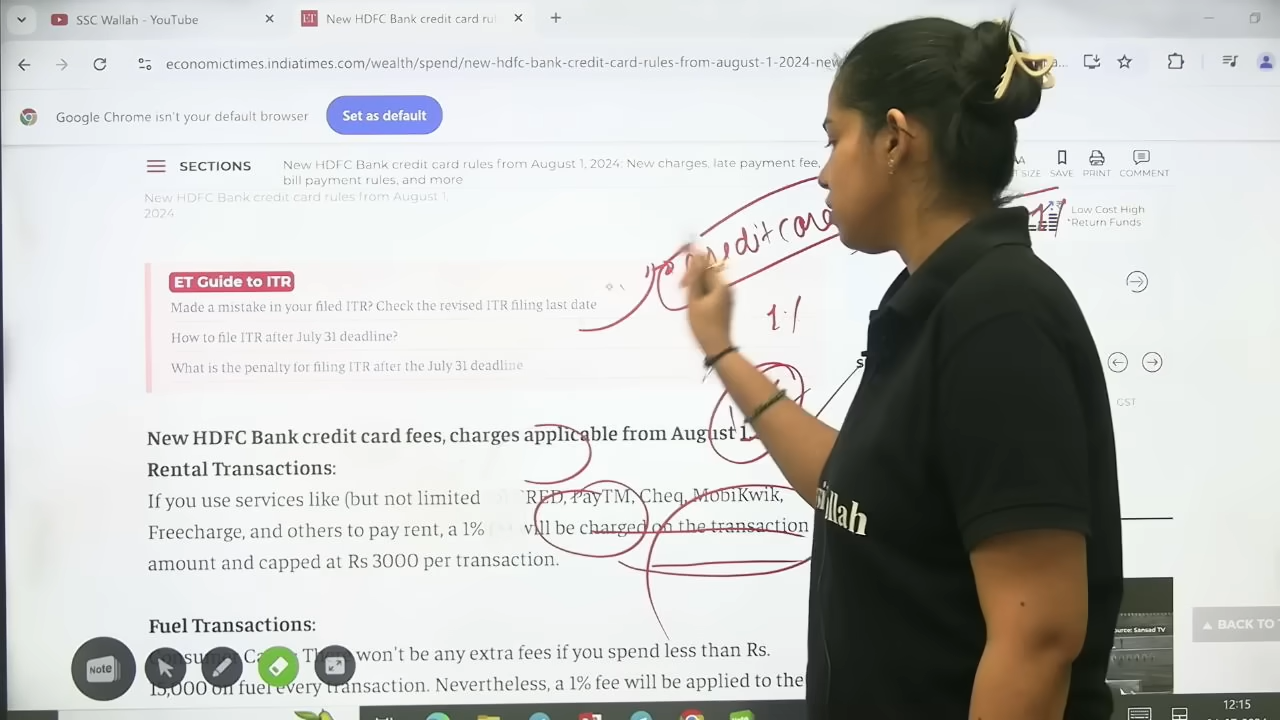 SSC Wallah - YouTube
ET New HDFC Bank credit card rul
economictimes.indiatimes.com/wealth/spend/new-hdfc-bank-credit-card-rules-from-august-1-2024-new
Google Chrome isn't your default browser
Set as default
SECTIONS
New HDFC Bank credit card rules from August 1, 2024: New charges, late payment fee,
bill payment rules, and more
SAVE PRINT COMMENT
New HDFC Bank credit card rules from August 1,
2024
Low Cost High
*Return Funds
credit card
1%
ET Guide to ITR
Made a mistake in your filed ITR? Check the revised ITR filing last date
1%
How to file ITR after July 31 deadline?
What is the penalty for filing ITR after the July 31 deadline
GST
New HDFC Bank credit card fees, charges applicable from August 1,
Rental Transactions:
If you use services like (but not limited RED, PayTM, Cheq, MobiKwik,
Freecharge, and others to pay rent, a 1% will be charged on the transaction
amount and capped at Rs 3000 per transaction.
Fuel Transactions:
won't be any extra fees if you spend less than Rs.
15,000 on fuel every transaction. Nevertheless, a 1% fee will be applied to the
Note
ource: Sansad TV
BACK TO
llah
12:15